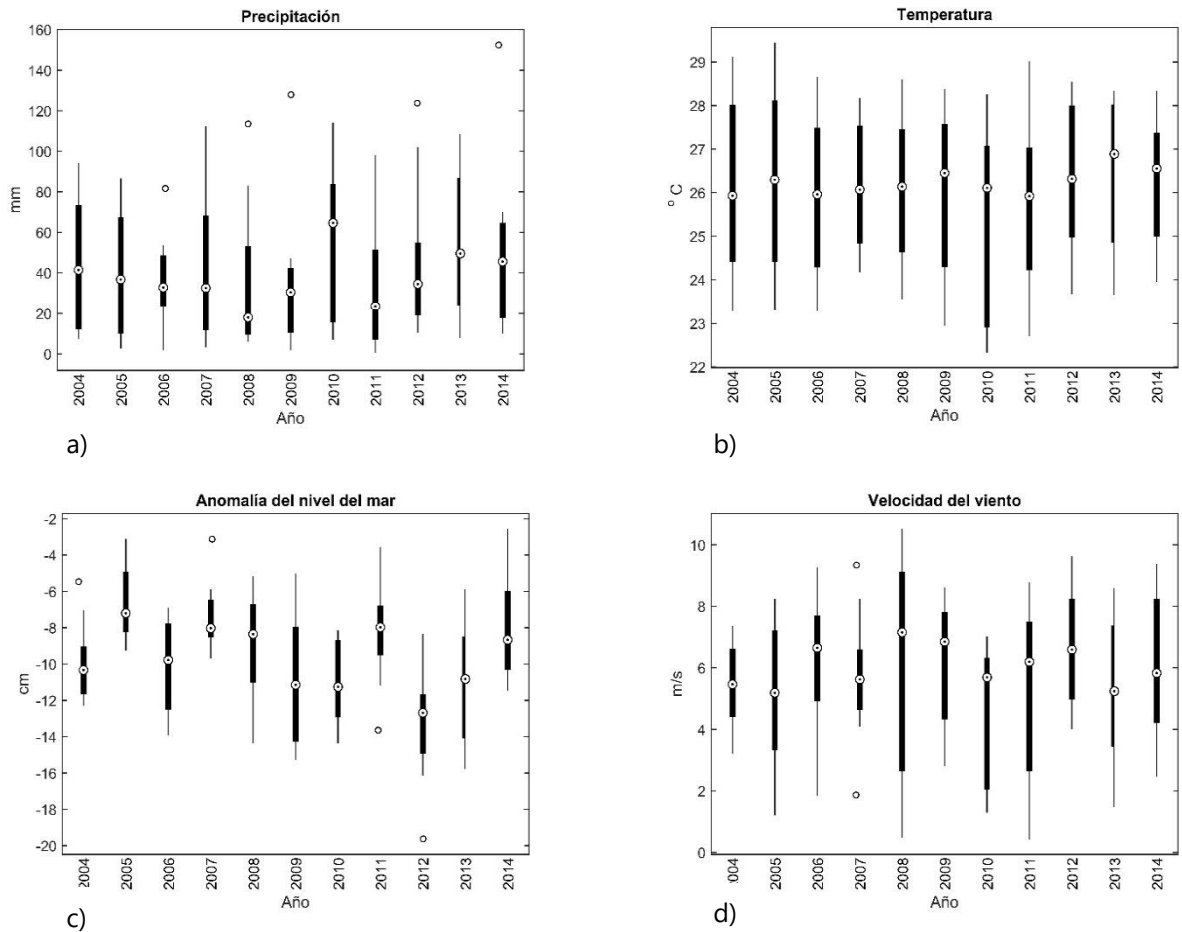 Precipitación
160
140
120
100
80
60
40
20
0
mm
2004 2005 2006 2007 2008 2009 2010 2011 2012 2013 2014
Año
a)
Temperatura
29
28
27
26
25
24
23
22
° C
2004 2005 2006 2007 2008 2009 2010 2011 2012 2013 2014
Año
b)
Anomalía del nivel del mar
-2
-4
-6
-8
-10
-12
-14
-16
-18
-20
cm
2004 2005 2006 2007 2008 2009 2010 2011 2012 2013 2014
Año
c)
Velocidad del viento
10
8
6
4
2
0
m/s
004 2005 2006 2007 2008 2009 2010 2011 2012 2013 2014
Año
d)